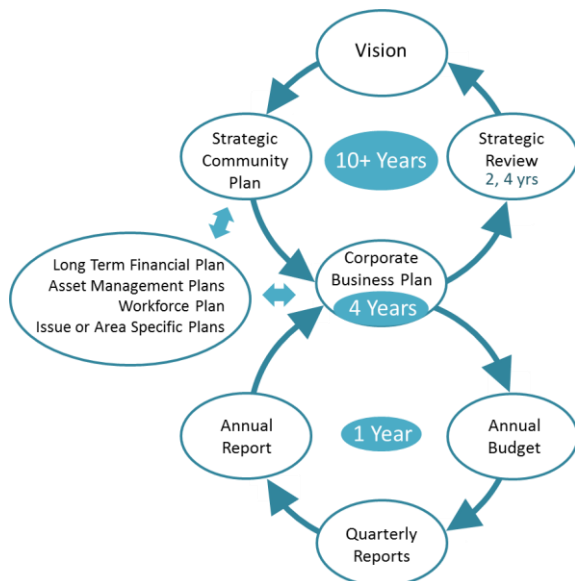 Vision
Strategic
Community
Plan
10+ Years
Strategic
Review
2, 4 yrs
Long Term Financial Plan
Asset Management Plans
Workforce Plan
Issue or Area Specific Plans
Corporate
Business Plan
4 Years
Annual
Report
1 Year
Annual
Budget
Quarterly
Reports